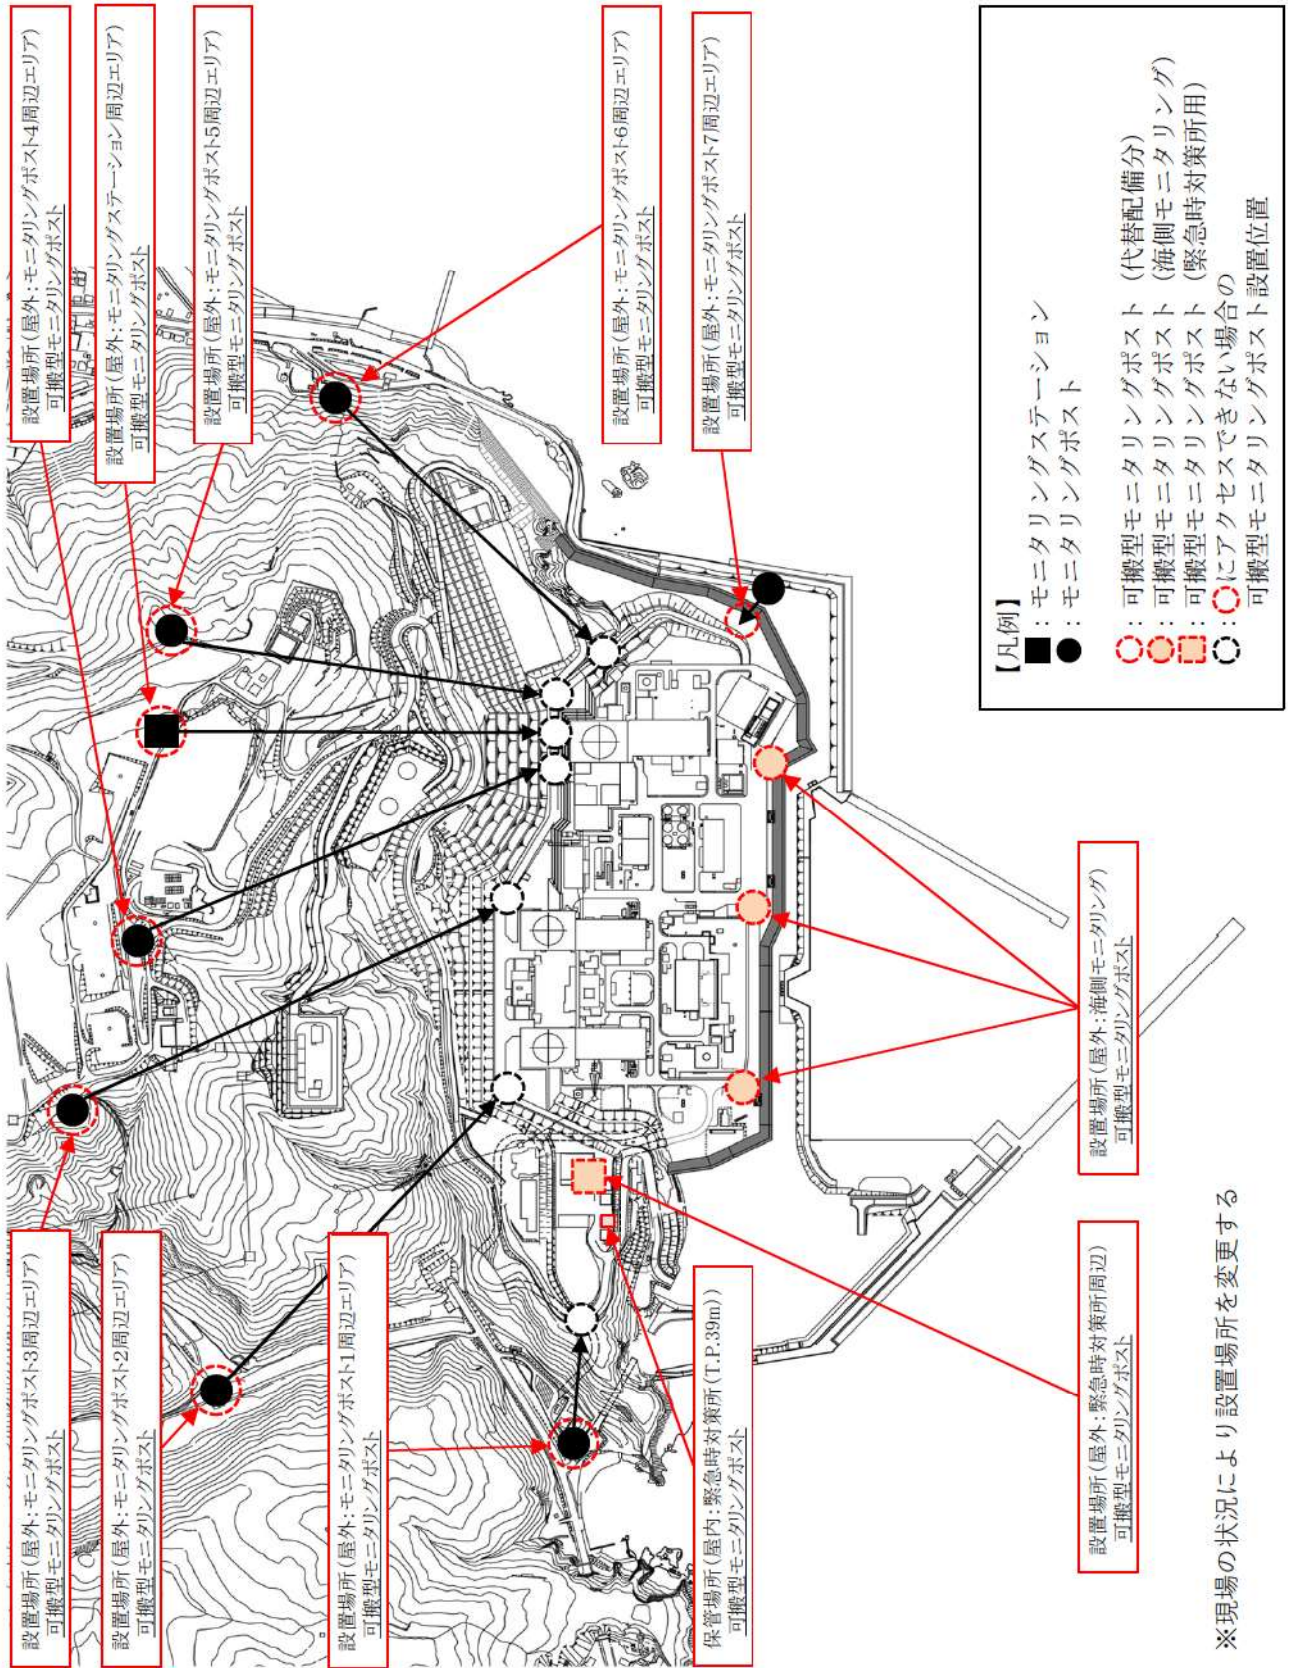 設置場所(屋外:モニタリングポスト3周辺エリア)
可搬型モニタリングポスト
設置場所(屋外:モニタリングポスト2周辺エリア)
可搬型モニタリングポスト
設置場所(屋外:モニタリングポスト1周辺エリア)
可搬型モニタリングポスト
保管場所(屋内:緊急時対策所(T.P.39m))
可搬型モニタリングポスト
設置場所(屋外:緊急時対策所周辺)
可搬型モニタリングポスト
設置場所(屋外:海側モニタリング)
可搬型モニタリングポスト
設置場所(屋外:モニタリングポスト4周辺エリア)
可搬型モニタリングポスト
設置場所(屋外:モニタリングステーション周辺エリア)
可搬型モニタリングポスト
設置場所(屋外:モニタリングポスト5周辺エリア)
可搬型モニタリングポスト
設置場所(屋外:モニタリングポスト6周辺エリア)
可搬型モニタリングポスト
設置場所(屋外:モニタリングポスト7周辺エリア)
可搬型モニタリングポスト
【凡例】
:モニタリングステーション
:モニタリングポスト
:可搬型モニタリングポスト(代替配備分)
:可搬型モニタリングポスト(海側モニタリング)
:可搬型モニタリングポスト(緊急時対策所用)
:にアクセスできない場合の
可搬型モニタリングポスト設置位置
※現場の状況により設置場所を変更する